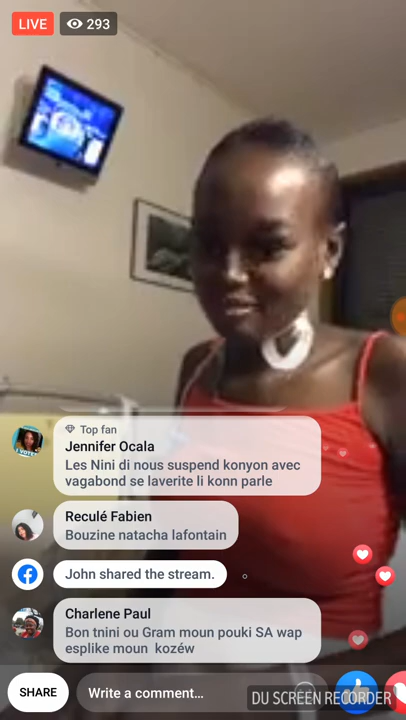 LIVE 293
Top fan
Jennifer Ocala
Les Nini di nous suspend konyon avec
vagabond se laverite li konn parle
Reculé Fabien
Bouzine natacha lafontain
John shared the stream.
Charlene Paul
Bon tnini ou Gram moun pouki SA wap
esplike moun kozéw
SHARE Write a comment...
DU SCREEN RECORDER